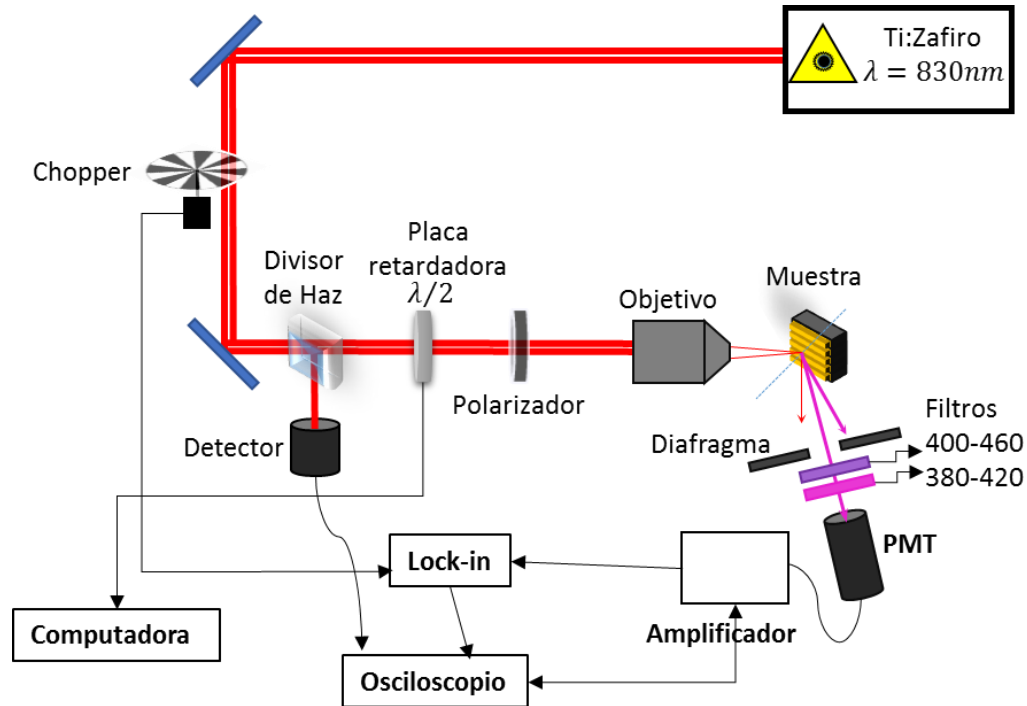 Ti:Zafiro
λ = 830nm
Chopper
Divisor
de Haz
Placa
retardadora
λ/2
Polarizador
Objetivo
Muestra
Detector
Diafragma
Filtros
400-460
380-420
PMT
Lock-in
Amplificador
Computadora
Osciloscopio